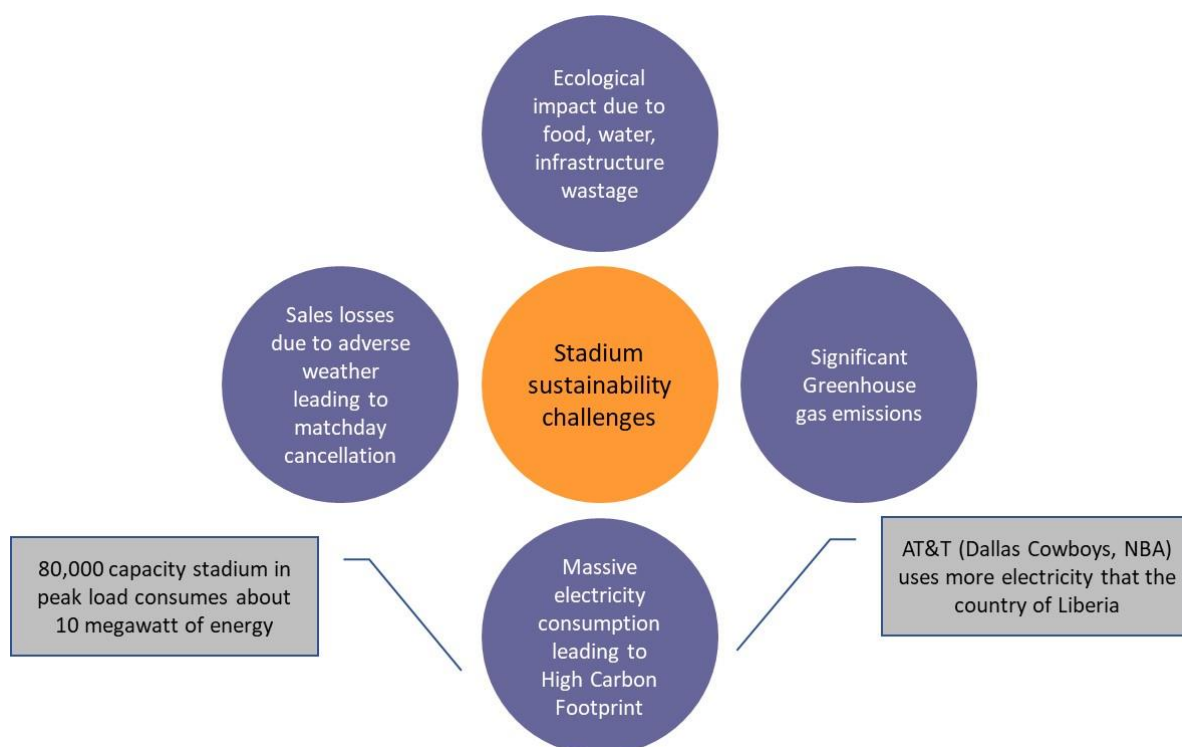 Ecological
impact due to
food, water,
infrastructure
wastage
Sales losses
due to adverse
weather
leading to
matchday
cancellation
Stadium
sustainability
challenges
Significant
Greenhouse
gas emissions
80,000 capacity stadium in
peak load consumes about
10 megawatt of energy
Massive
electricity
consumption
leading to
High Carbon
Footprint
AT&T (Dallas Cowboys, NBA)
uses more electricity that the
country of Liberia